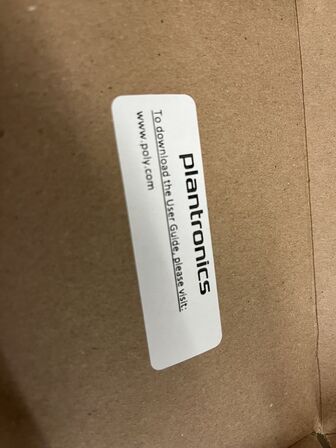 plantronics
To download the User Guide, please visit:
www.poly.com